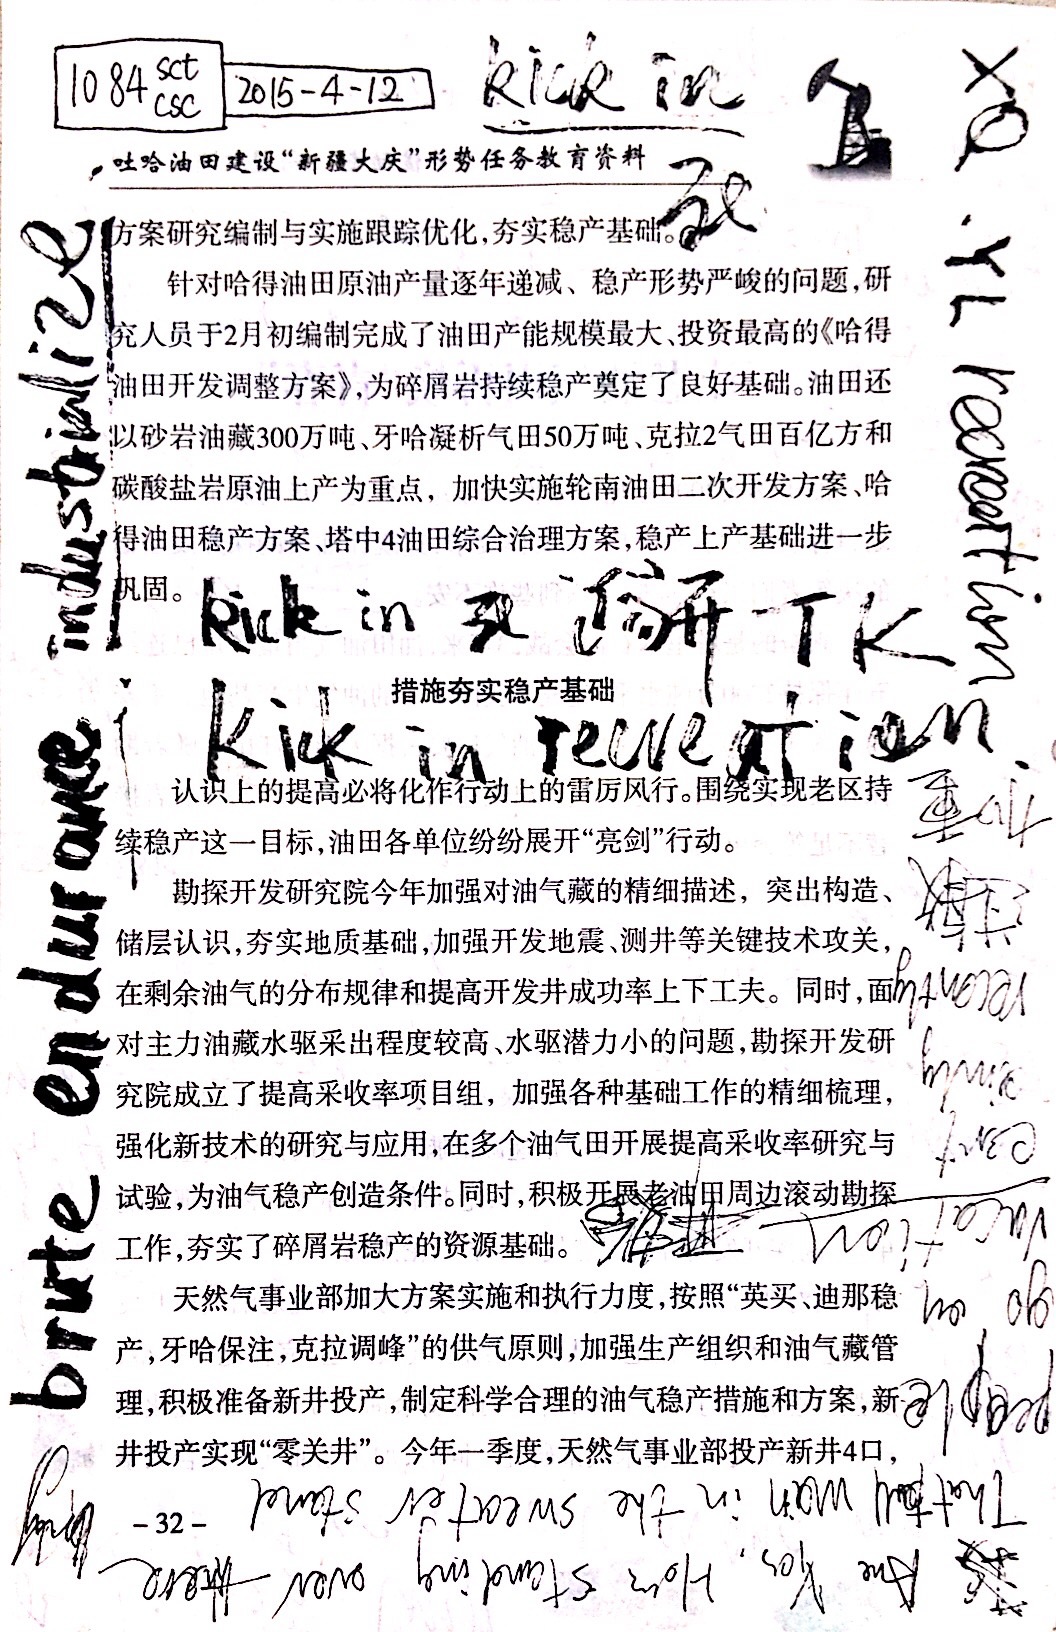 1084 sct csc
2015-4-12
kick in
吐哈油田建设“新疆大庆”形势任务教育资料
方案研究编制与实施跟踪优化,夯实稳产基础。
针对哈得油田原油产量逐年递减、稳产形势严峻的问题,研
究人员于2月初编制完成了油田产能规模最大、投资最高的《哈得
油田开发调整方案》,为碎屑岩持续稳产奠定了良好基础。油田还
以砂岩油藏300万吨、牙哈凝析气田50万吨、克拉2气田百亿方和
碳酸盐岩原油上产为重点，加快实施轮南油田二次开发方案、哈
得油田稳产方案、塔中4油田综合治理方案,稳产上产基础进一步
巩固。
kick in
TK
措施夯实稳产基础
kick in recreation
认识上的提高必将化作行动上的雷厉风行。围绕实现老区持
续稳产这一目标,油田各单位纷纷展开“亮剑”行动。
勘探开发研究院今年加强对油气藏的精细描述，突出构造、
储层认识,夯实地质基础,加强开发地震、测井等关键技术攻关,
在剩余油气的分布规律和提高开发井成功率上下工夫。同时,面
对主力油藏水驱采出程度较高、水驱潜力小的问题,勘探开发研
究院成立了提高采收率项目组，加强各种基础工作的精细梳理,
强化新技术的研究与应用,在多个油气田开展提高采收率研究与
试验,为油气稳产创造条件。同时,积极开展老油田周边滚动勘探
工作,夯实了碎屑岩稳产的资源基础。
天然气事业部加大方案实施和执行力度,按照“英买、迪那稳
产,牙哈保注,克拉调峰”的供气原则,加强生产组织和油气藏管
理,积极准备新井投产,制定科学合理的油气稳产措施和方案,新
井投产实现“零关井”。今年一季度,天然气事业部投产新井4口,
-32-
brute endurance industrialize
XQ.YL recreation
people
go on
vacation
recently
That tall man in the sweater stand
Yes, He's standing over there